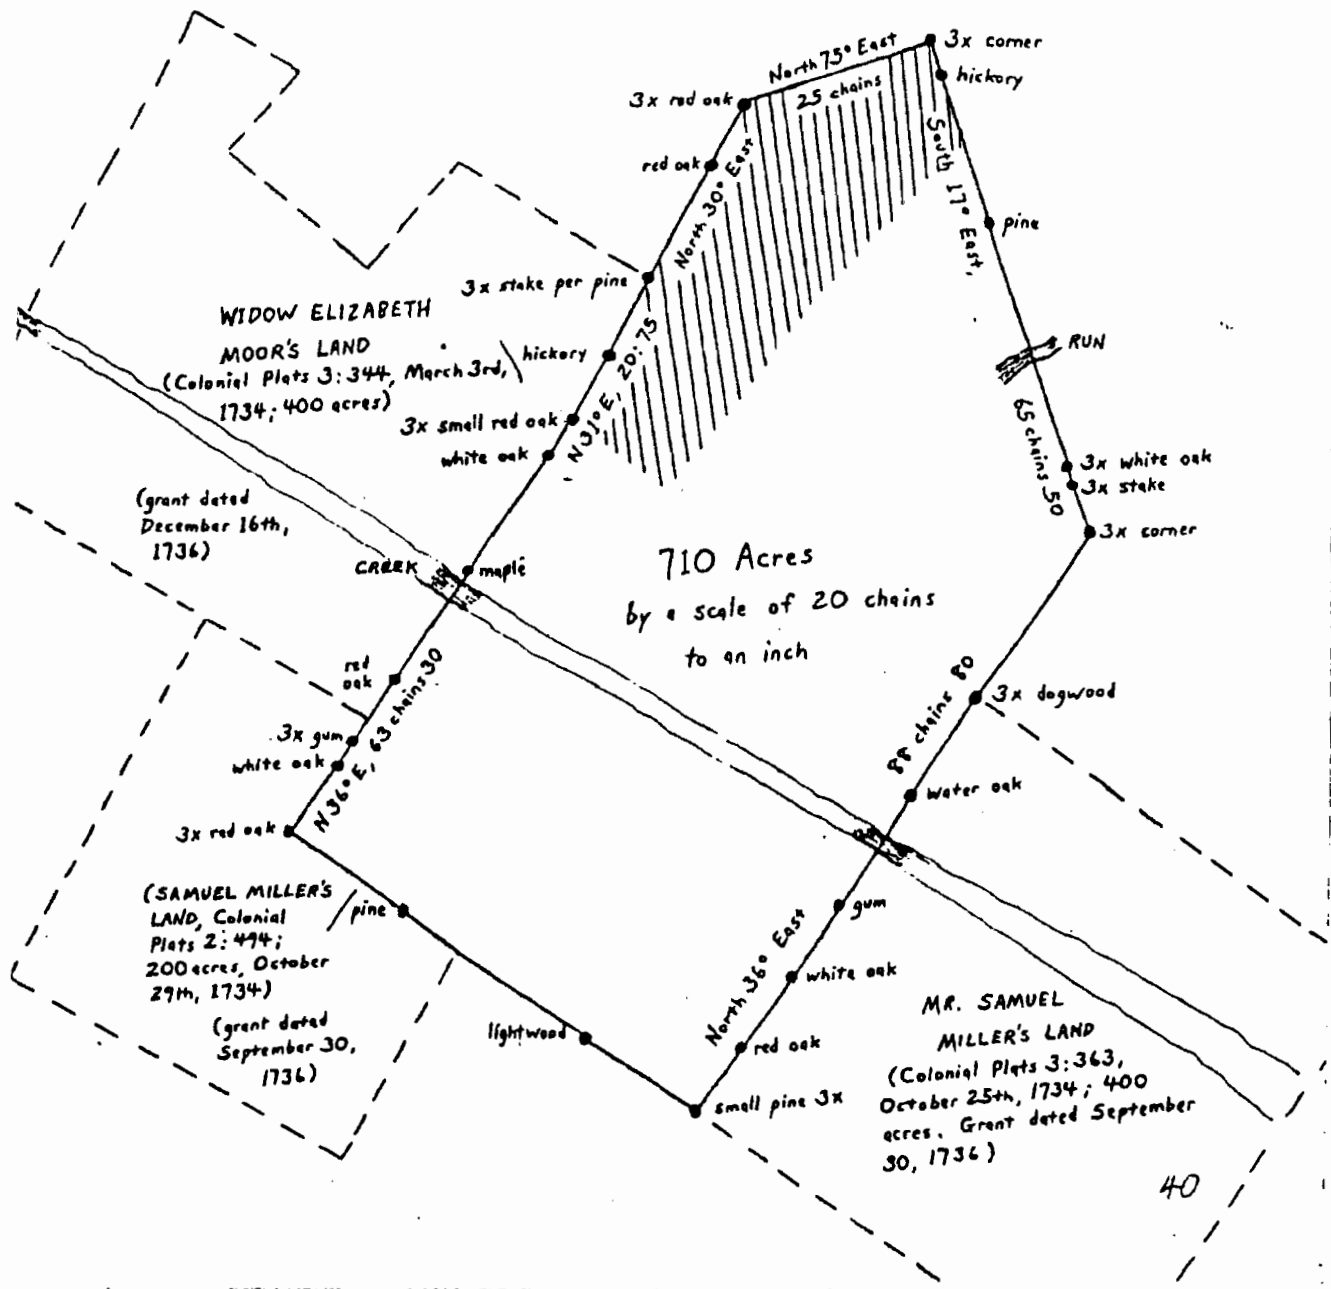 North 75° East
25 chains
3x corner
hickory
3x red oak
red oak
North 30° East
South 17° East,
65 chains 50
pine
3x stake per pine
WIDOW ELIZABETH
MOOR'S LAND
(Colonial Plats 3:344, March 3rd,
1734; 400 acres)
hickory
N 31° E, 20:75
RUN
3x small red oak
white oak
3x white oak
3x stake
3x corner
(grant dated
December 16th,
1736)
CREEK
maple
710 Acres
by a scale of 20 chains
to an inch
red
oak
N 36° E, 63 chains 30
3x gum
white oak
3x red oak
88 chains 80
3x dogwood
water oak
gum
North 36° East
white oak
red oak
small pine 3x
(SAMUEL MILLER'S
LAND, Colonial
Plats 2:494;
200 acres, October
29th, 1734)
pine
(grant dated
September 30,
1736)
lightwood
MR. SAMUEL
MILLER'S LAND
(Colonial Plats 3:363,
October 25th, 1734; 400
acres. Grant dated September
30, 1736)
40